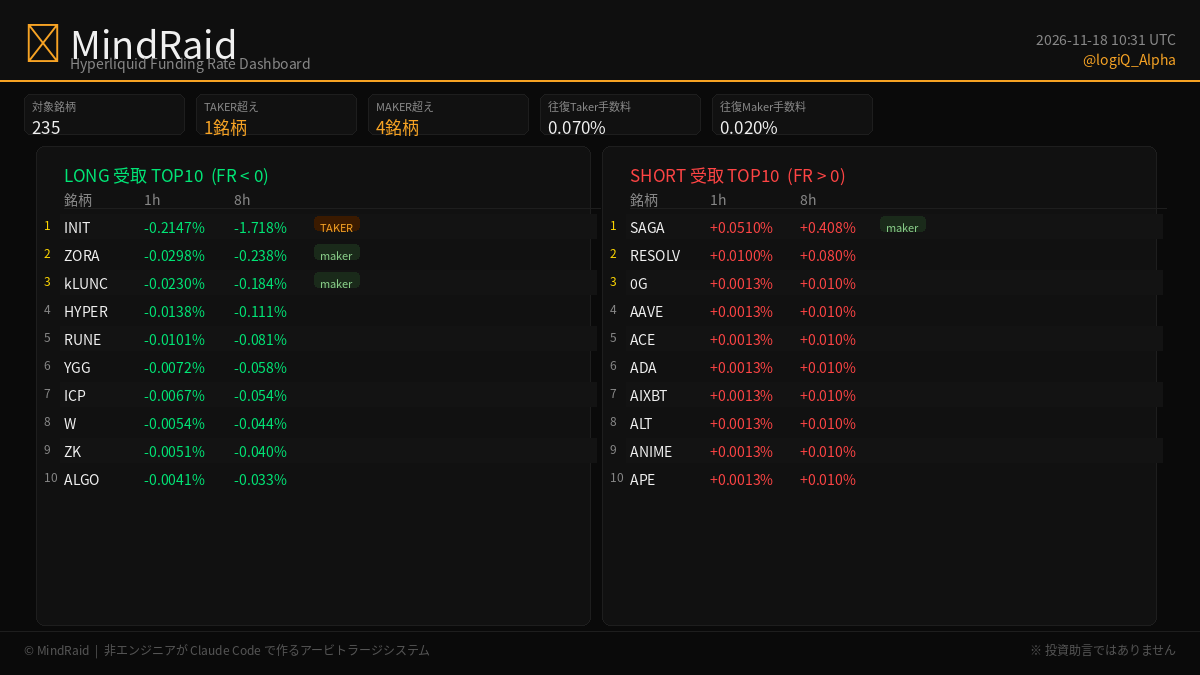 MindRaid
Hyperliquid Funding Rate Dashboard
2026-11-18 10:31 UTC
@logiQ_Alpha
対象銘柄
235
TAKER超え
1銘柄
MAKER超え
4銘柄
往復Taker手数料
0.070%
往復Maker手数料
0.020%
LONG 受取 TOP10 (FR < 0)
銘柄 1h 8h
1 INIT -0.2147% -1.718% TAKER
2 ZORA -0.0298% -0.238% maker
3 kLUNC -0.0230% -0.184% maker
4 HYPER -0.0138% -0.111%
5 RUNE -0.0101% -0.081%
6 YGG -0.0072% -0.058%
7 ICP -0.0067% -0.054%
8 W -0.0054% -0.044%
9 ZK -0.0051% -0.040%
10 ALGO -0.0041% -0.033%
SHORT 受取 TOP10 (FR > 0)
銘柄 1h 8h
1 SAGA +0.0510% +0.408% maker
2 RESOLV +0.0100% +0.080%
3 0G +0.0013% +0.010%
4 AAVE +0.0013% +0.010%
5 ACE +0.0013% +0.010%
6 ADA +0.0013% +0.010%
7 AIXBT +0.0013% +0.010%
8 ALT +0.0013% +0.010%
9 ANIME +0.0013% +0.010%
10 APE +0.0013% +0.010%
© MindRaid | 非エンジニアが Claude Code で作るアービトラージシステム
※ 投資助言ではありません